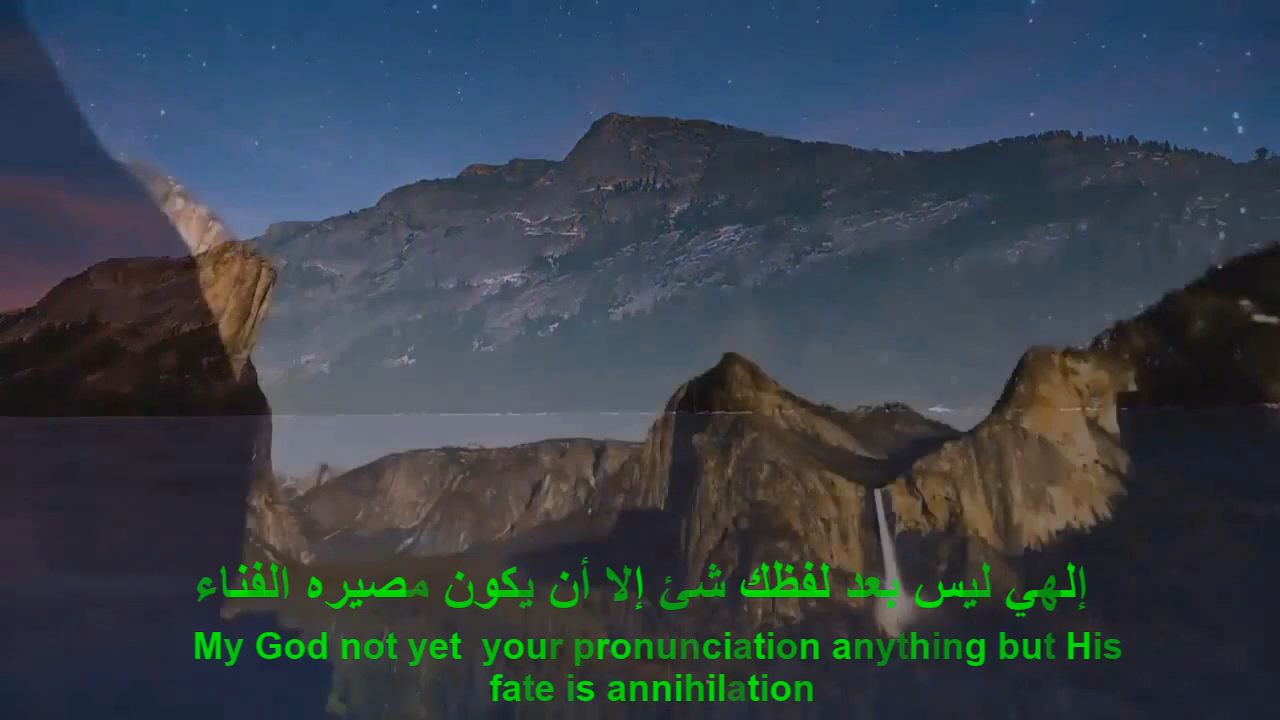 إلهي ليس بعد لفظك شئ إلا أن يكون مصيره الفناء
My God not yet  your pronunciation anything but His
fate is annihilation